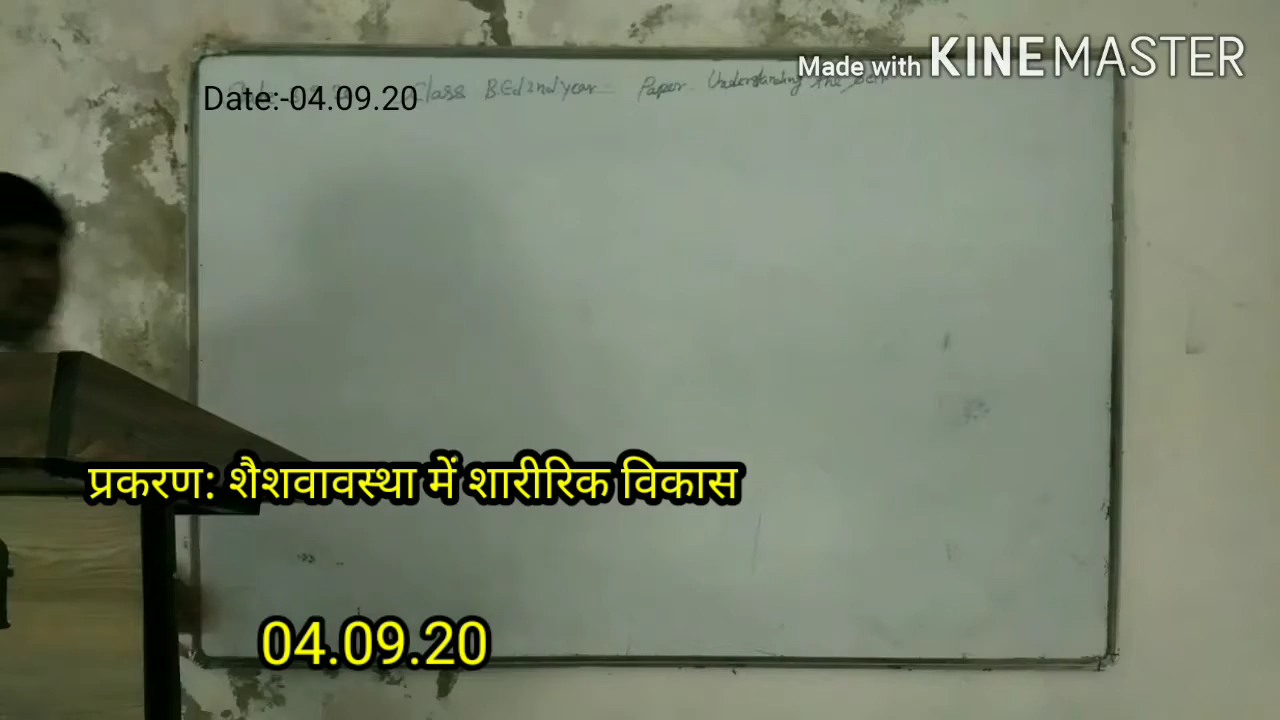 Made with KINEMASTER
Date:-04.09.20
Class B.Ed 2nd year Paper. Understanding the
प्रकरण: शैशवावस्था में शारीरिक विकास
04.09.20